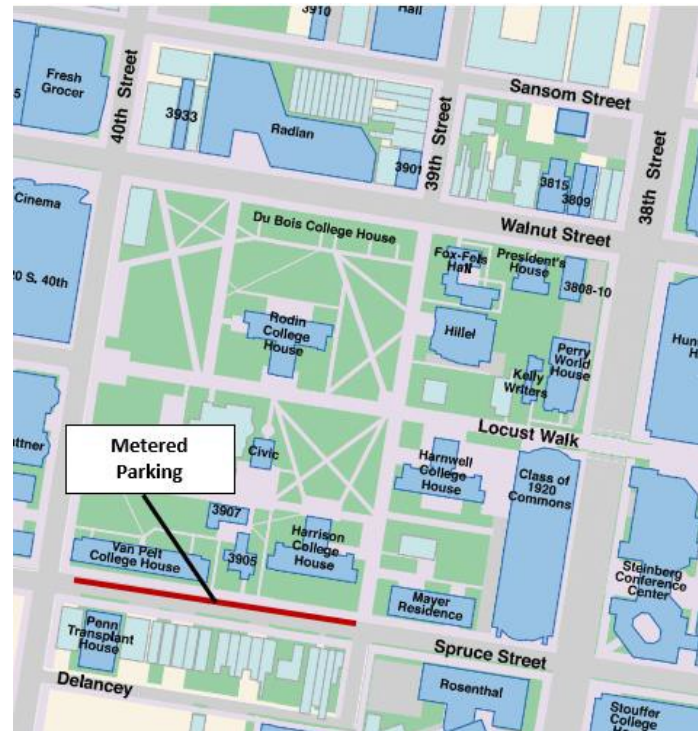 3910
Hall
Fresh
Grocer
5
40th Street
3933
Radian
3901
39th Street
Sansom Street
38th Street
3815
3809
Walnut Street
Cinema
20 S. 40th
Du Bois College House
Fox-Fels
Hall
President's
House
3808-10
Rodin
College
House
Hillel
Perry
World
House
Kelly
Writers
Hun
H
Locust Walk
attner
Metered
Parking
Civic
Harnwell
College
House
Class of
1920
Commons
3907
Harrison
College
House
Van Pelt
College House
3905
Steinberg
Conference
Center
Mayer
Residence
Penn
Transplant
House
Spruce Street
Delancey
Rosenthal
Stouffer
College